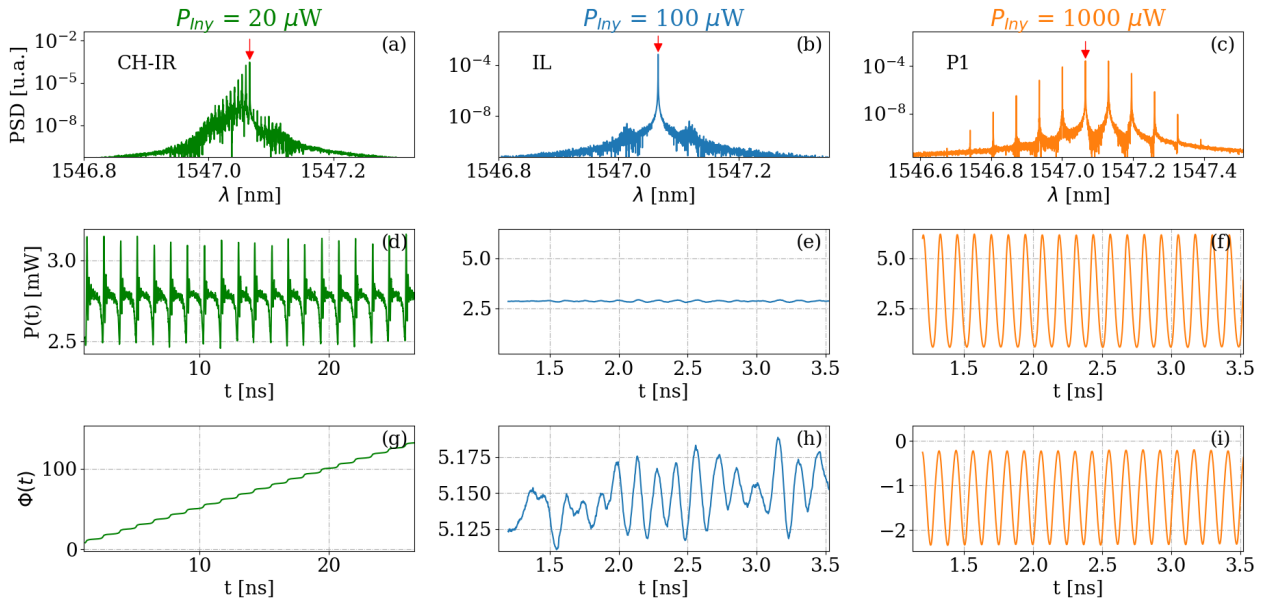 P_{Iny} = 20 μW
P_{Iny} = 100 μW
P_{Iny} = 1000 μW
PSD [u.a.]
10^{-2}
10^{-5}
10^{-8}
CH-IR
(a)
1546.8 1547.0 1547.2
λ [nm]
10^{-4}
10^{-8}
IL
(b)
1546.8 1547.0 1547.2
λ [nm]
10^{-4}
10^{-8}
P1
(c)
1546.6 1546.8 1547.0 1547.2 1547.4
λ [nm]
P(t) [mW]
3.0
2.5
(d)
10 20
t [ns]
5.0
2.5
(e)
1.5 2.0 2.5 3.0 3.5
t [ns]
5.0
2.5
(f)
1.5 2.0 2.5 3.0 3.5
t [ns]
Φ(t)
100
0
(g)
10 20
t [ns]
5.175
5.150
5.125
(h)
1.5 2.0 2.5 3.0 3.5
t [ns]
0
−1
−2
(i)
1.5 2.0 2.5 3.0 3.5
t [ns]